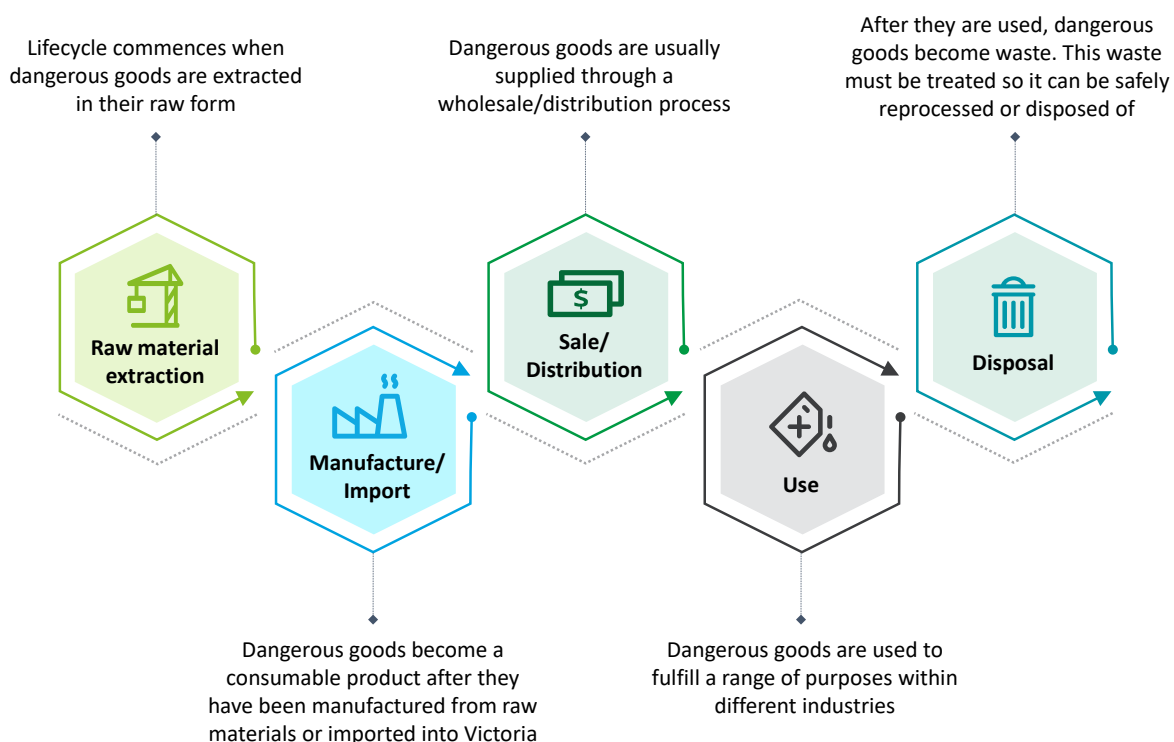 Lifecycle commences when
dangerous goods are extracted
in their raw form
Dangerous goods are usually
supplied through a
wholesale/distribution process
After they are used, dangerous
goods become waste. This waste
must be treated so it can be safely
reprocessed or disposed of
Raw material
extraction
Manufacture/
Import
$
Sale/
Distribution
Use
Disposal
Dangerous goods become a
consumable product after they
have been manufactured from raw
materials or imported into Victoria
Dangerous goods are used to
fulfill a range of purposes within
different industries